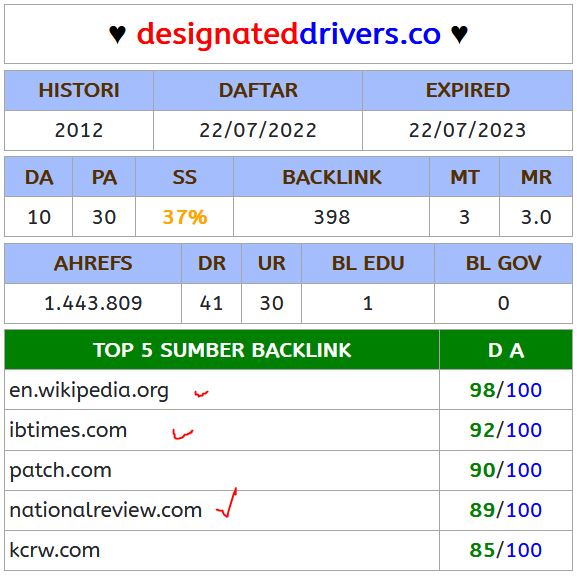 ♥ designateddrivers.co ♥
HISTORI DAFTAR EXPIRED
2012 22/07/2022 22/07/2023
DA PA SS BACKLINK MT MR
10 30 37% 398 3 3.0
AHREFS DR UR BL EDU BL GOV
1.443.809 41 30 1 0
TOP 5 SUMBER BACKLINK D A
en.wikipedia.org 98/100
ibtimes.com 92/100
patch.com 90/100
nationalreview.com 89/100
kcrw.com 85/100